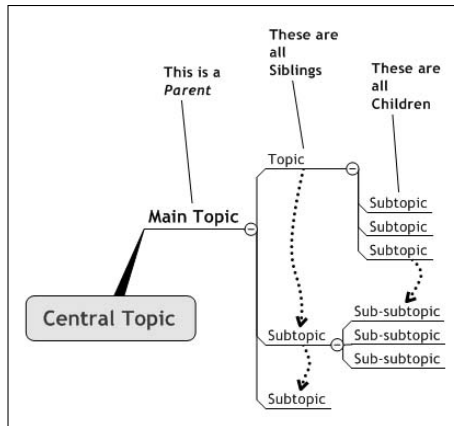 These are
all
Siblings
This is a
Parent
These are
all
Children
Topic
Main Topic
Subtopic
Subtopic
Subtopic
Central Topic
Sub-subtopic
Subtopic
Sub-subtopic
Sub-subtopic
Subtopic